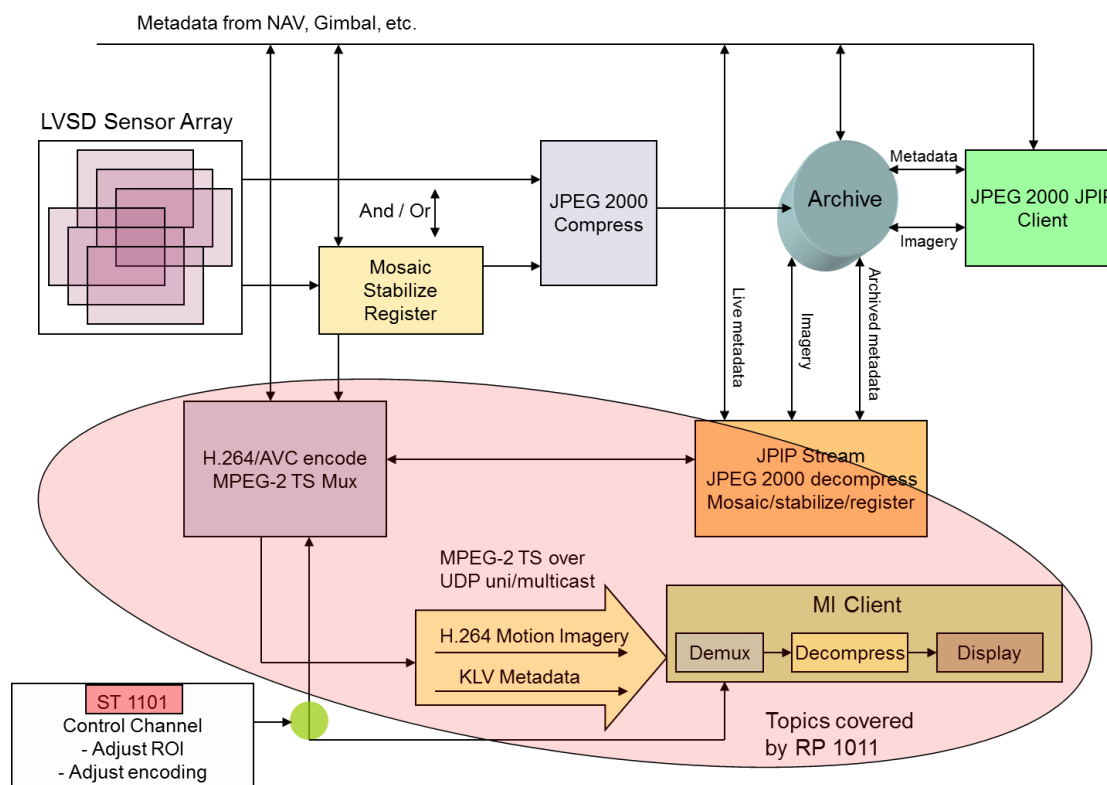 Metadata from NAV, Gimbal, etc.
LVSD Sensor Array
And / Or
Mosaic
Stabilize
Register
JPEG 2000
Compress
Archive
Metadata
Imagery
JPEG 2000 JPIP
Client
Live metadata
Imagery
Archived metadata
H.264/AVC encode
MPEG-2 TS Mux
JPIP Stream
JPEG 2000 decompress
Mosaic/stabilize/register
MPEG-2 TS over
UDP uni/multicast
H.264 Motion Imagery
KLV Metadata
MI Client
Demux
Decompress
Display
ST 1101
Control Channel
- Adjust ROI
- Adjust encoding
Topics covered
by RP 1011